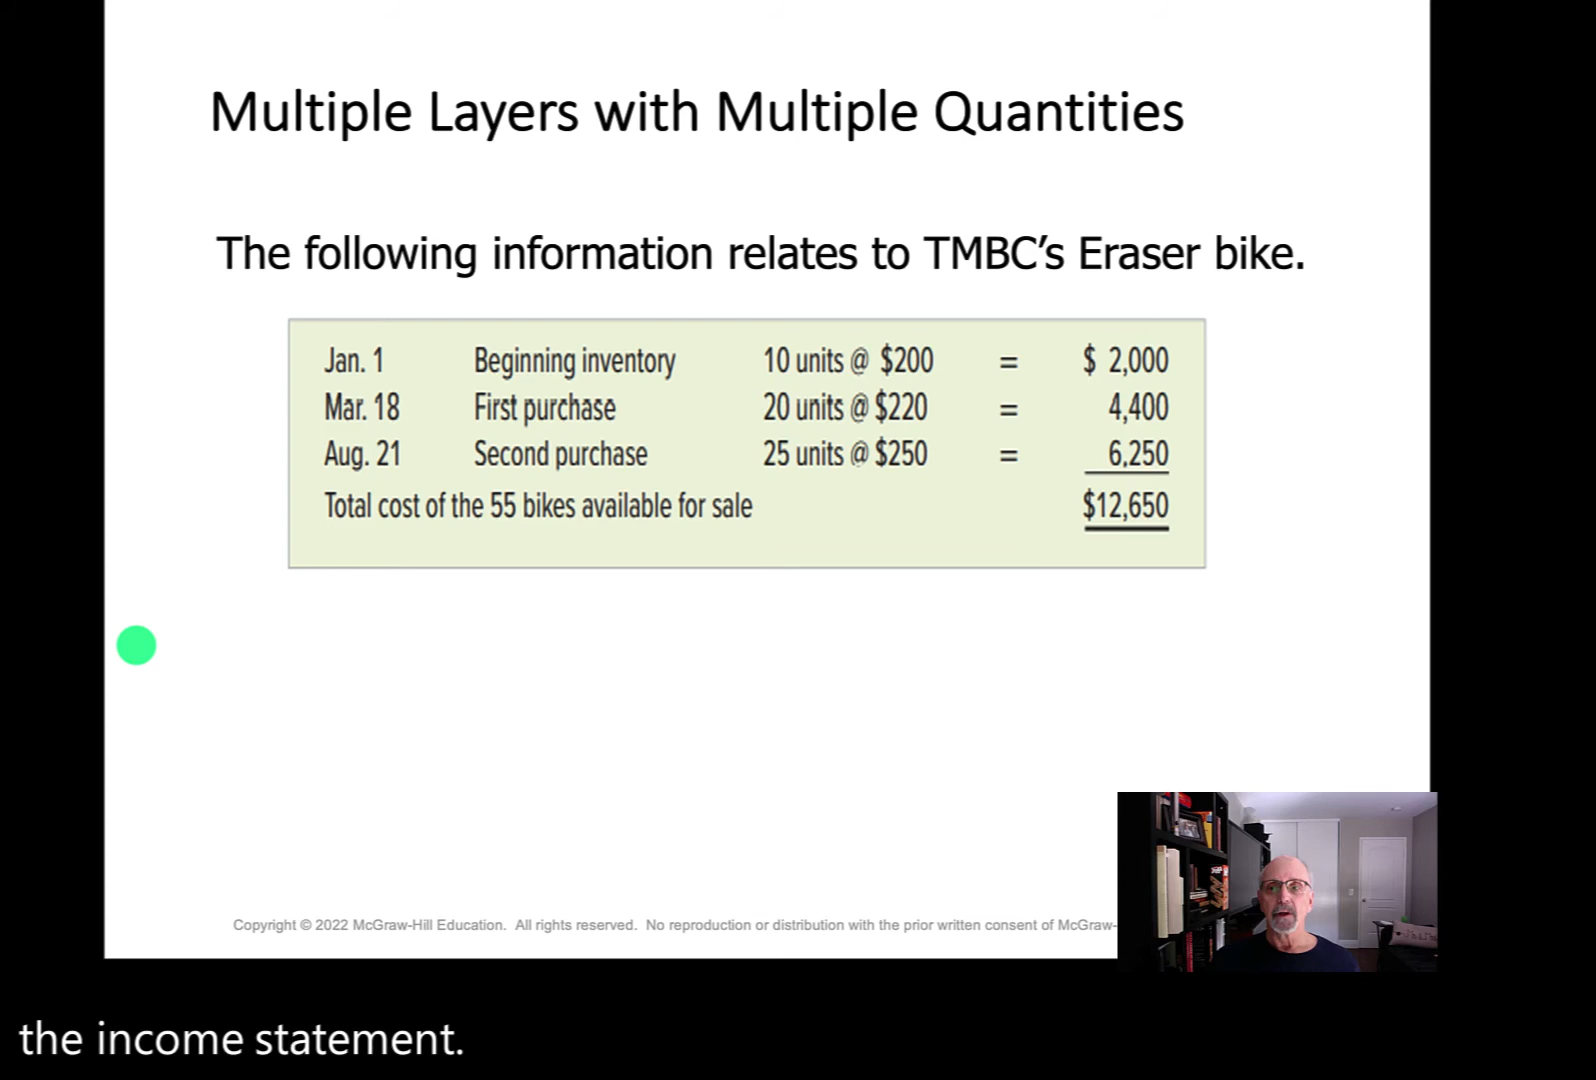 Multiple Layers with Multiple Quantities
The following information relates to TMBC’s Eraser bike.
Jan. 1 Beginning inventory 10 units @ $200 = $ 2,000
Mar. 18 First purchase 20 units @ $220 = 4,400
Aug. 21 Second purchase 25 units @ $250 = 6,250
Total cost of the 55 bikes available for sale $12,650
Copyright © 2022 McGraw-Hill Education. All rights reserved. No reproduction or distribution with the prior written consent of McGraw-
the income statement.